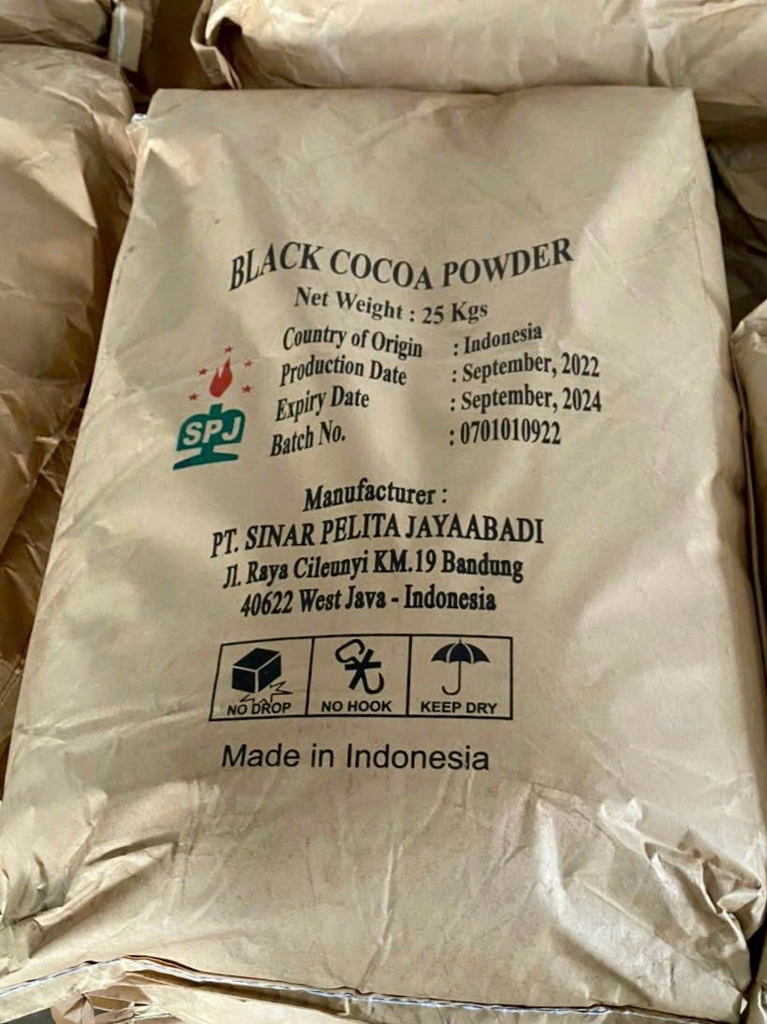 BLACK COCOA POWDER
Net Weight : 25 Kgs
Country of Origin : Indonesia
Production Date : September, 2022
Expiry Date : September, 2024
Batch No. : 0701010922
SPJ
Manufacturer :
PT. SINAR PELITA JAYAABADI
Jl. Raya Cileunyi KM.19 Bandung
40622 West Java - Indonesia
NO DROP NO HOOK KEEP DRY
Made in Indonesia